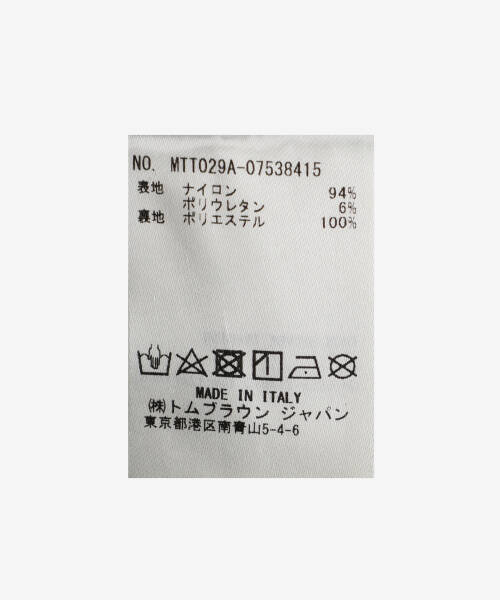 NO. MTT029A-07538415
表地 ナイロン 94%
ポリウレタン 6%
裏地 ポリエステル 100%
MADE IN ITALY
㈱トムブラウン ジャパン
東京都港区南青山5-4-6